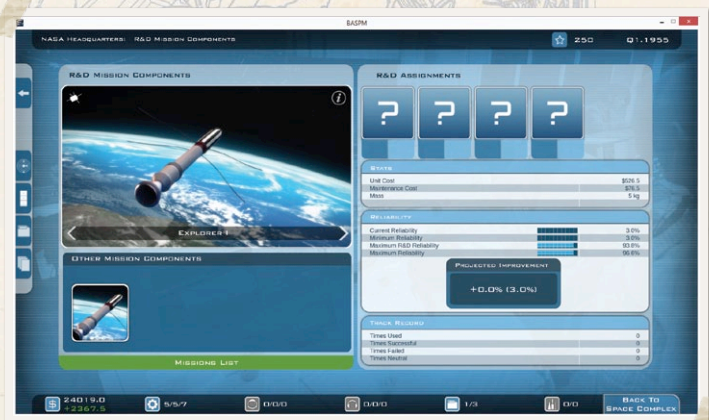 BASPM
NASA Headquarters: R&D Mission Components
250
Q1.1955
R&D Mission Components
i
Explorer I
Other Mission Components
Missions List
R&D Assignments
? ? ? ?
Stats
Unit Cost $526.5
Maintenance Cost $76.5
Mass 5 kg
Reliability
Current Reliability 3.0%
Minimum Reliability 3.0%
Maximum R&D Reliability 93.8%
Maximum Reliability 98.8%
Projected Improvement
+0.0% (3.0%)
Track Record
Times Used 0
Times Successful 0
Times Failed 0
Times Neutral 0
$ 24019.0
+2367.5
5/5/7
0/0/0
0/0/0
1/3
0/0
Back To
Space Complex